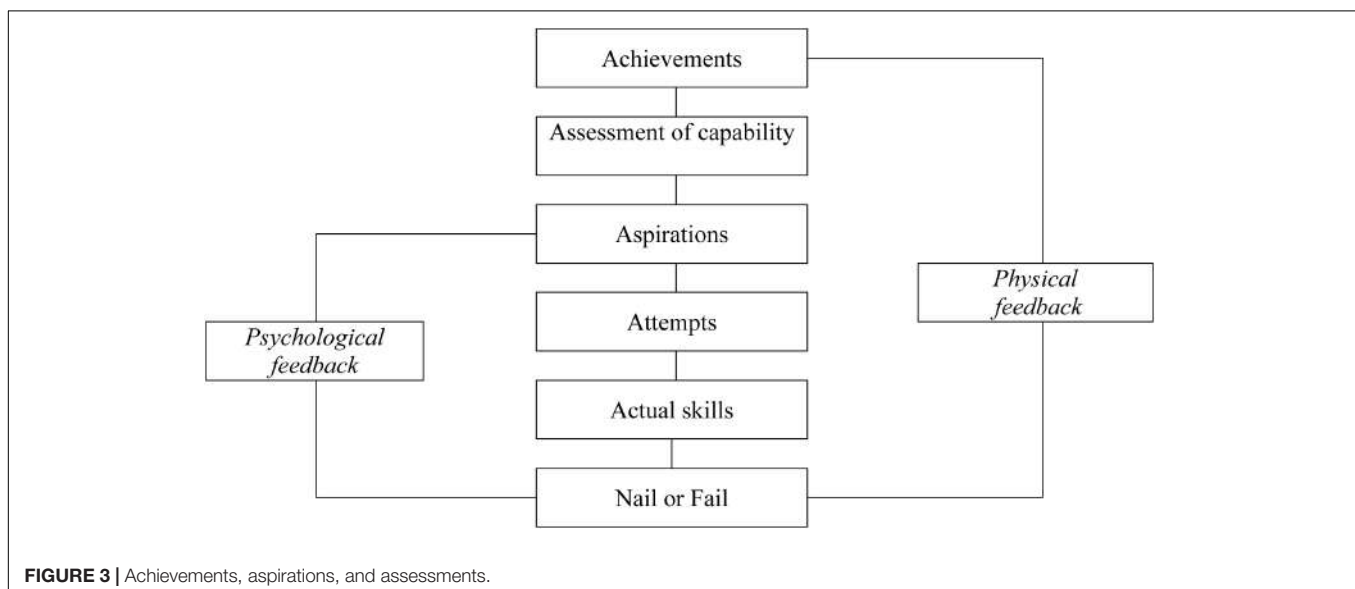 Achievements
Assessment of capability
Aspirations
Physical
feedback
Attempts
Psychological
feedback
Actual skills
Nail or Fail
FIGURE 3 | Achievements, aspirations, and assessments.